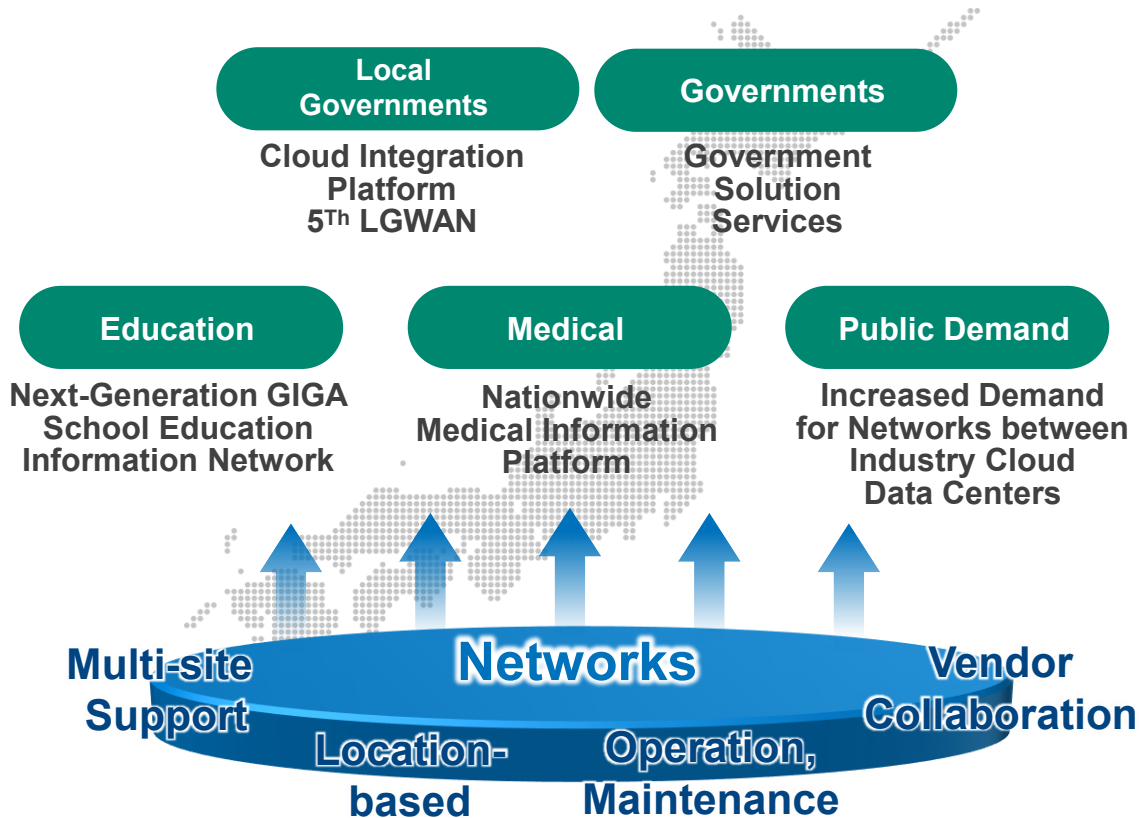 Local
Governments
Governments
Cloud Integration
Platform
5Th LGWAN
Government
Solution
Services
Education
Medical
Public Demand
Next-Generation GIGA
School Education
Information Network
Nationwide
Medical Information
Platform
Increased Demand
for Networks between
Industry Cloud
Data Centers
Networks
Multi-site
Support
Vendor
Collaboration
Location-
based
Operation,
Maintenance